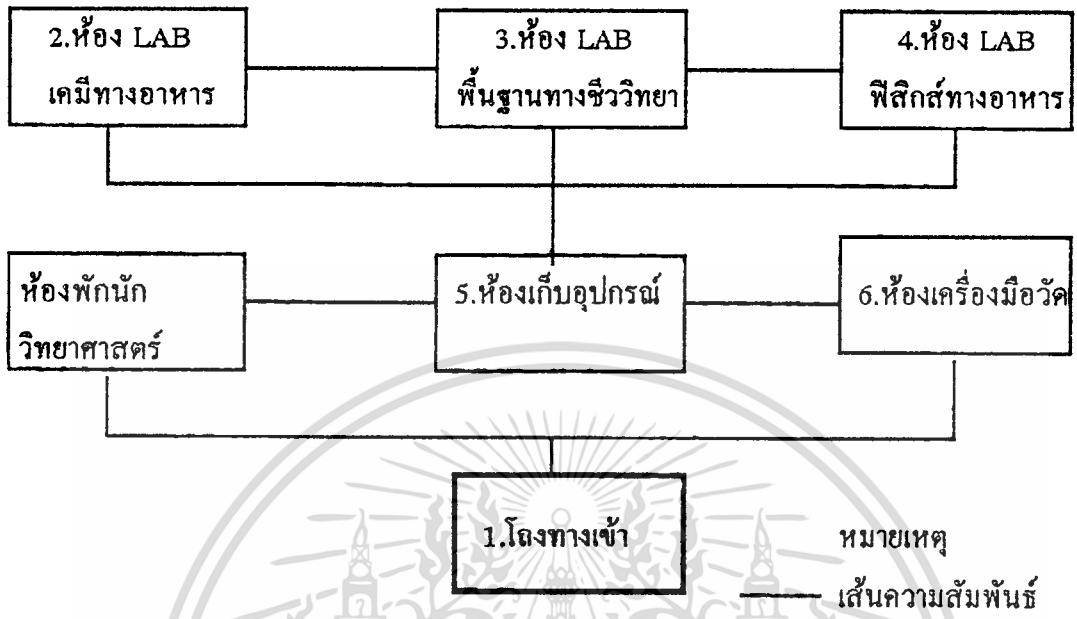 2.ห้อง LAB
เคมีทางอาหาร
3.ห้อง LAB
พื้นฐานทางชีววิทยา
4.ห้อง LAB
ฟิสิกส์ทางอาหาร
ห้องพักนัก
วิทยาศาสตร์
5.ห้องเก็บอุปกรณ์
6.ห้องเครื่องมือวัด
1.โถงทางเข้า
หมายเหตุ
เส้นความสัมพันธ์